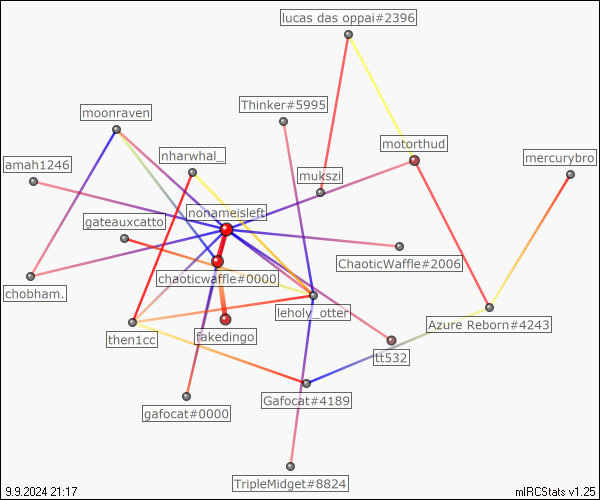 lucas das oppai#2396
Thinker#5995
moonraven
motorthud
nharwhal_
mercurybro
amah1246
mukszi
nonameisleft
gateauxcatto
ChaoticWaffle#2006
chaoticwaffle#0000
chobham.
leholy_otter
Azure Reborn#4243
then1cc
fakedingo
tt532
Gafocat#4189
gafocat#0000
TripleMidget#8824
9.9.2024 21:17
mIRCStats v1.25